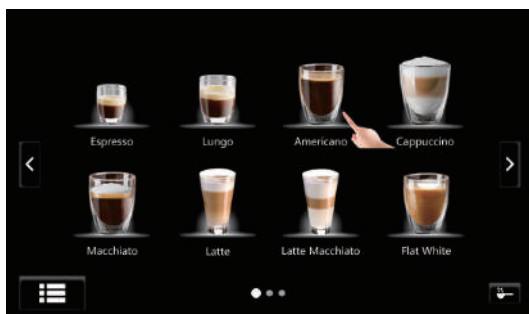 Espresso
Lungo
Americano
Cappuccino
Macchiato
Latte
Latte Macchiato
Flat White